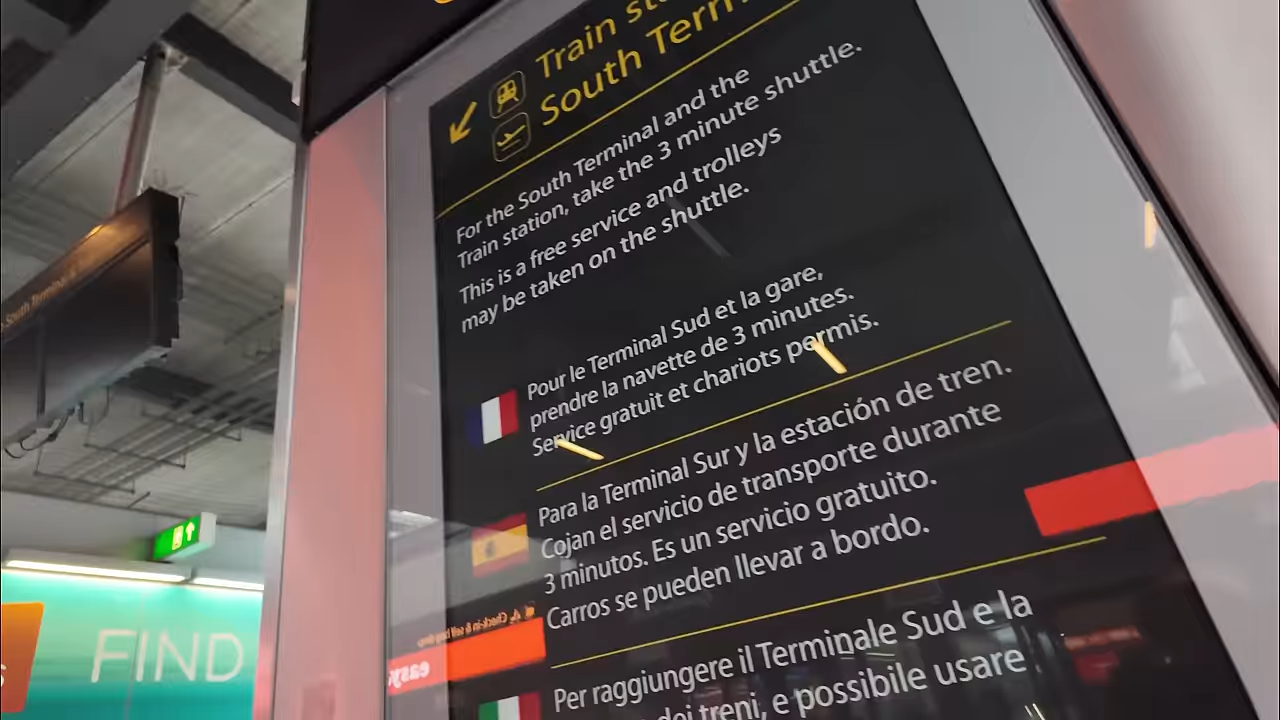 Train
South
For the South Terminal and the
Train station, take the 3 minute shuttle.
This is a free service and trolleys
may be taken on the shuttle.
Pour le Terminal Sud et la gare,
prendre la navette de 3 minutes.
Service gratuit et chariots permis.
Para la Terminal Sur y la estación de tren.
Cojan el servicio de transporte durante
3 minutos. Es un servicio gratuito.
Carros se pueden llevar a bordo.
Per raggiungere il Terminale Sud e la
dei treni, e possibile usare
South Terminal
FIND